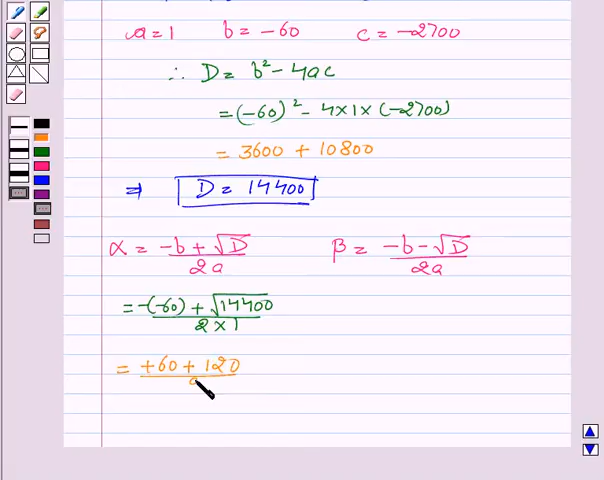 a=1 b = -60 c = -2700
∴ D = b² - 4ac
= (-60)² - 4×1×(-2700)
= 3600 + 10800
⇒ D = 14400
α = -b + √D / 2a β = -b - √D / 2a
= -(-60) + √14400 / 2×1
= +60 + 120